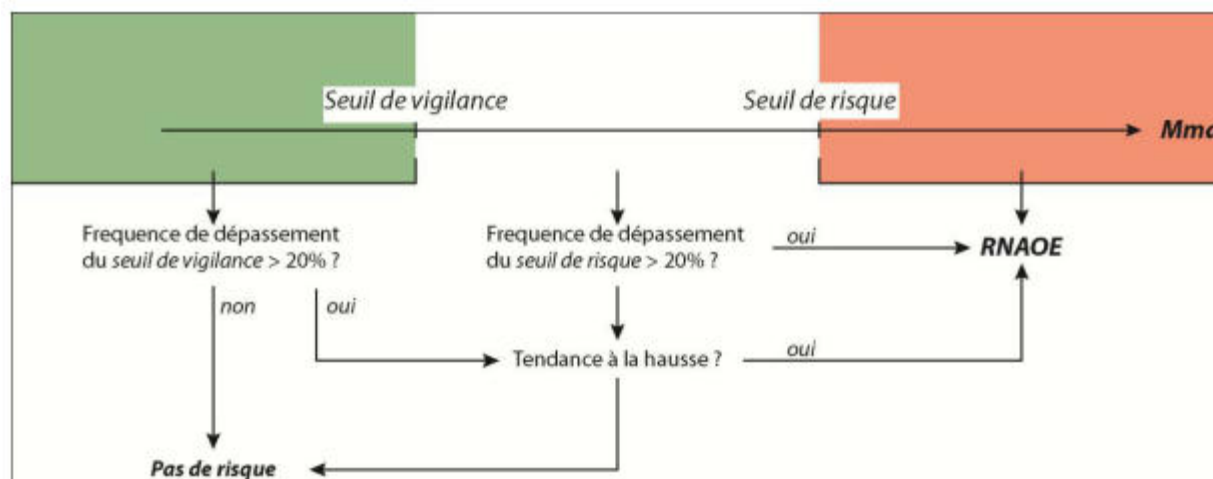 Seuil de vigilance
Seuil de risque
Mma
Frequence de dépassement
du seuil de vigilance > 20% ?
Frequence de dépassement
du seuil de risque > 20% ?
oui
RNAOE
non
oui
Tendance à la hausse ?
oui
Pas de risque